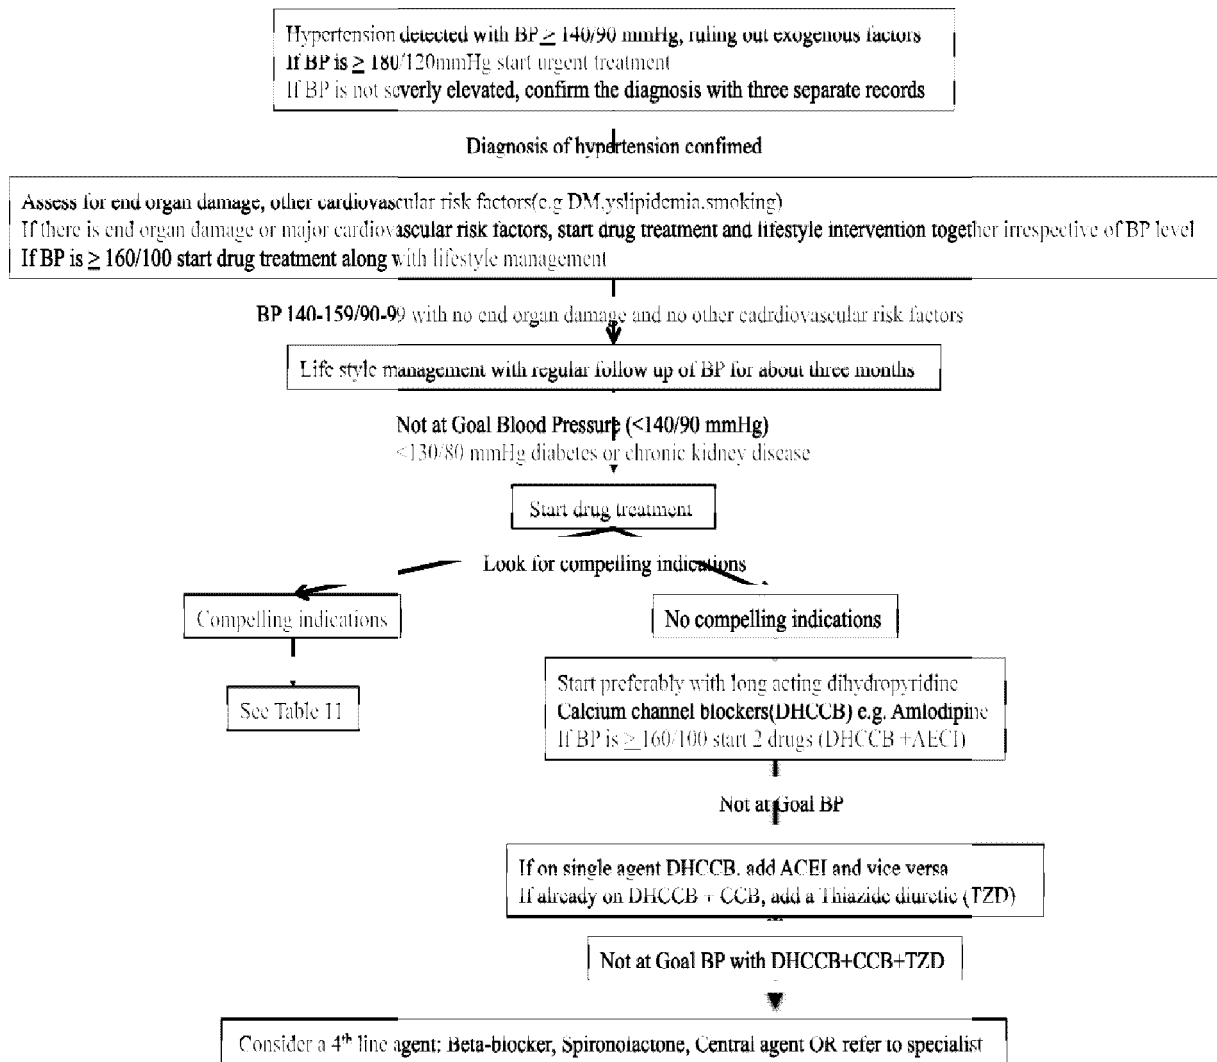 Hypertension detected with BP ≥ 140/90 mmHg, ruling out exogenous factors
If BP is ≥ 180/120mmHg start urgent treatment
If BP is not severly elevated, confirm the diagnosis with three separate records
Diagnosis of hypertension confimed
Assess for end organ damage, other cardiovascular risk factors(e.g DM,yslipidemia,smoking)
If there is end organ damage or major cardiovascular risk factors, start drug treatment and lifestyle intervention together irrespective of BP level
If BP is ≥ 160/100 start drug treatment along with lifestyle management
BP 140-159/90-99 with no end organ damage and no other cadrdiovascular risk factors
Life style management with regular follow up of BP for about three months
Not at Goal Blood Pressure (<140/90 mmHg)
<130/80 mmHg diabetes or chronic kidney disease
Start drug treatment
Look for compelling indications
Compelling indications
No compelling indications
See Table 11
Start preferably with long acting dihydropyridine
Calcium channel blockers(DHCCB) e.g. Amlodipine
If BP is ≥160/100 start 2 drugs (DHCCB +AECI)
Not at Goal BP
If on single agent DHCCB, add ACEI and vice versa
If already on DHCCB + CCB, add a Thiazide diuretic (TZD)
Not at Goal BP with DHCCB+CCB+TZD
Consider a 4th line agent: Beta-blocker, Spironolactone, Central agent OR refer to specialist